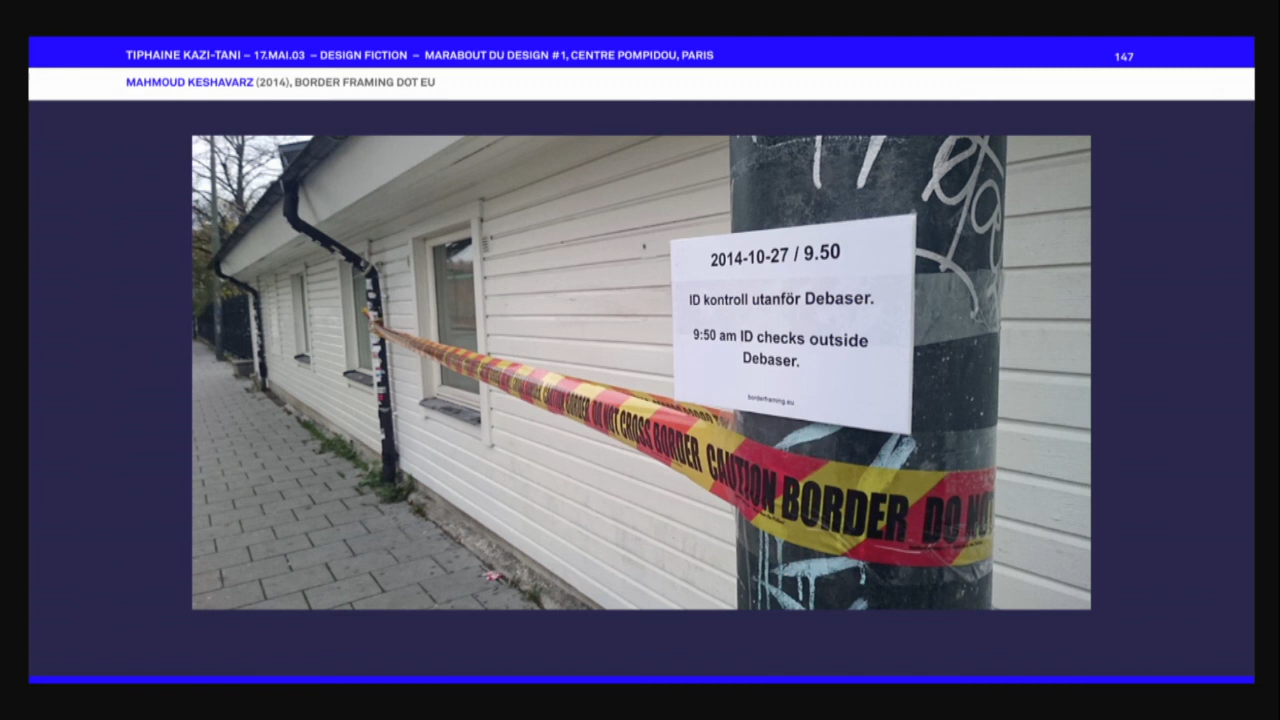 TIPHAINE KAZI-TANI – 17.MAI.03 – DESIGN FICTION – MARABOUT DU DESIGN #1, CENTRE POMPIDOU, PARIS
147
MAHMOUD KESHAVARZ (2014), BORDER FRAMING DOT EU
2014-10-27 / 9.50
ID kontroll utanför Debaser.
9:50 am ID checks outside
Debaser.
borderframing.eu
CAUTION BORDER DO NOT CROSS BORDER CAUTION BORDER DO NOT